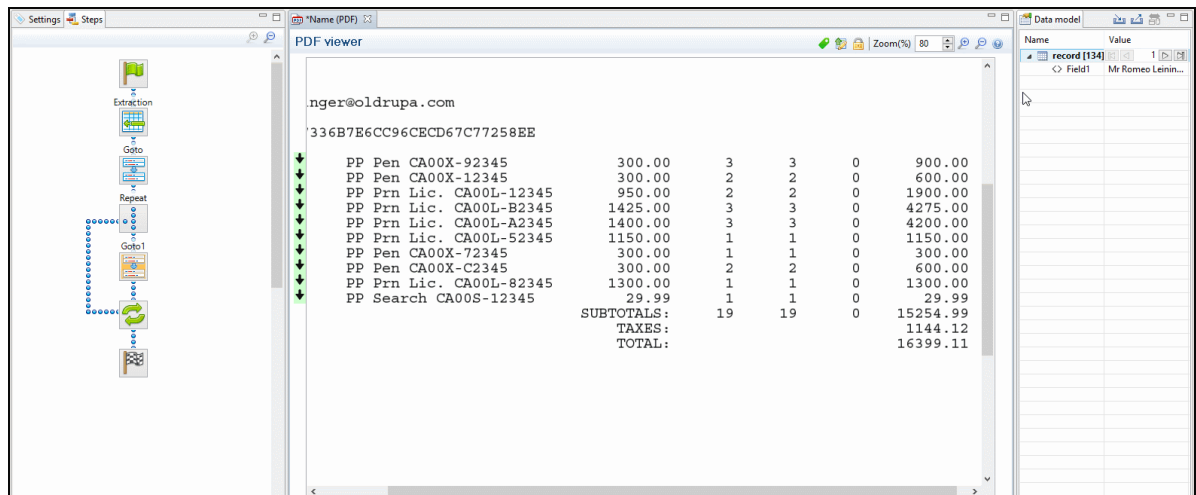 Settings Steps
*Name (PDF)
Data model
PDF viewer
Zoom(%) 80
Name Value
record [134] 1
Field1 Mr Romeo Leinin...
Extraction
Goto
Repeat
Goto1
nger@oldrupa.com
336B7E6CC96CECD67C77258EE
PP Pen CA00X-92345 300.00 3 3 0 900.00
PP Pen CA00X-12345 300.00 2 2 0 600.00
PP Prn Lic. CA00L-12345 950.00 2 2 0 1900.00
PP Prn Lic. CA00L-B2345 1425.00 3 3 0 4275.00
PP Prn Lic. CA00L-A2345 1400.00 3 3 0 4200.00
PP Prn Lic. CA00L-52345 1150.00 1 1 0 1150.00
PP Pen CA00X-72345 300.00 1 1 0 300.00
PP Pen CA00X-C2345 300.00 2 2 0 600.00
PP Prn Lic. CA00L-82345 1300.00 1 1 0 1300.00
PP Search CA00S-12345 29.99 1 1 0 29.99
SUBTOTALS: 19 19 0 15254.99
TAXES: 1144.12
TOTAL: 16399.11